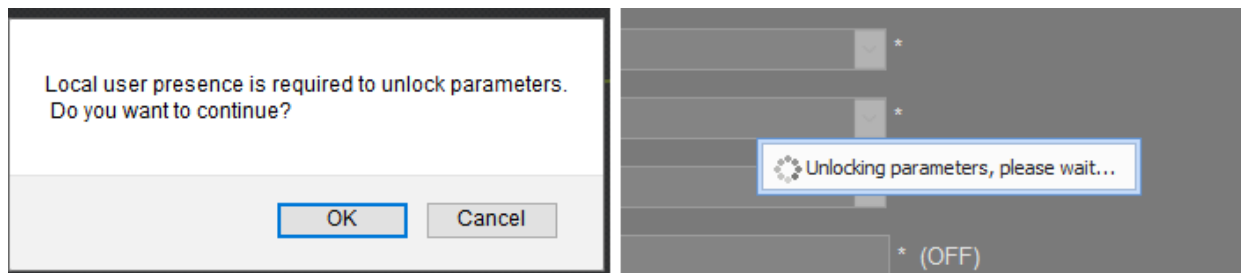 Local user presence is required to unlock parameters.
Do you want to continue?
OK
Cancel
*
*
Unlocking parameters, please wait...
* (OFF)